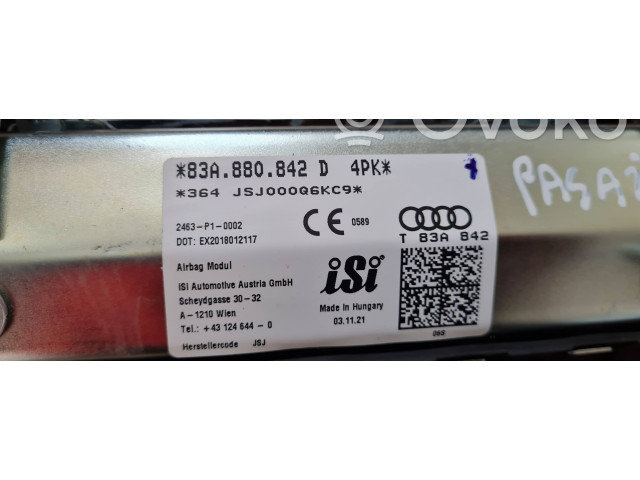 Ovoko
*83A.880.842 D 4PK*
*364 JSJ000Q6KC9*
2463-P1-0002
DOT: EX2018012117
CE 0589
T 83A 842
Airbag Modul
iSi Automotive Austria GmbH
Scheydgasse 30-32
A-1210 Wien
Tel.: +43 124 644-0
Herstellercode JSJ
iSi
Made in Hungary
03.11.21